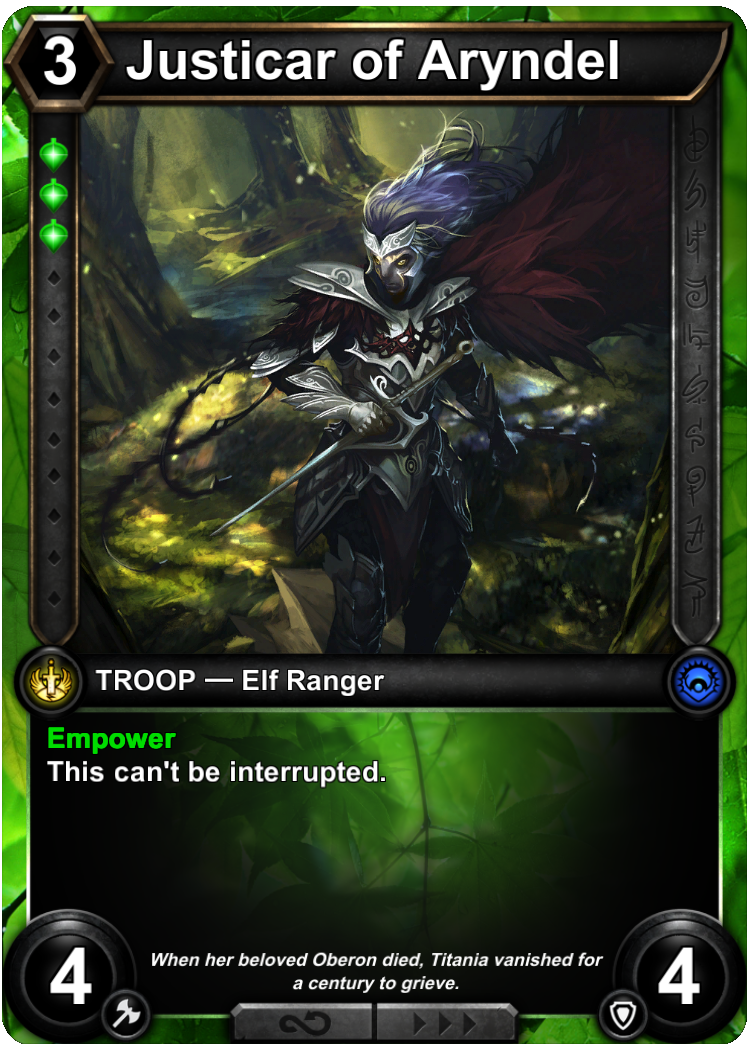 3
Justicar of Aryndel
TROOP — Elf Ranger
Empower
This can't be interrupted.
When her beloved Oberon died, Titania vanished for
a century to grieve.
4
4